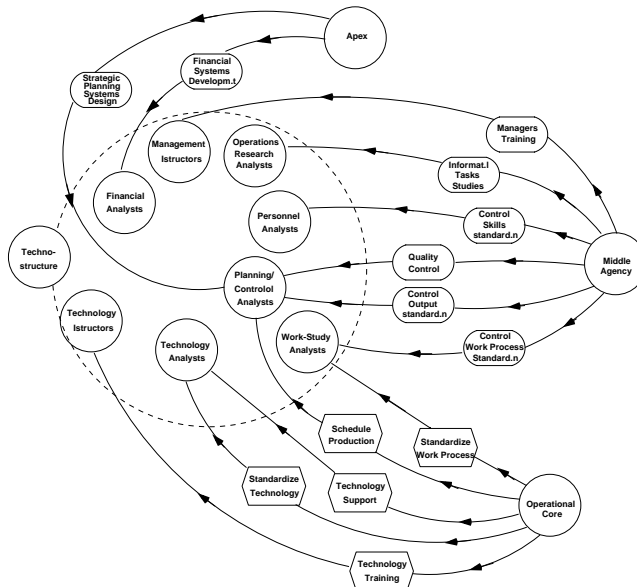 Apex
Financial
Systems
Developm.t
Strategic
Planning
Systems
Design
Managers
Training
Management
Istructors
Operations
Research
Analysts
Informat.l
Tasks
Studies
Financial
Analysts
Personnel
Analysts
Control
Skills
standard.n
Techno-
structure
Planning/
Controlol
Analysts
Quality
Control
Middle
Agency
Technology
Istructors
Control
Output
standard.n
Technology
Analysts
Work-Study
Analysts
Control
Work Process
Standard.n
Schedule
Production
Standardize
Work Process
Standardize
Technology
Technology
Support
Operational
Core
Technology
Training